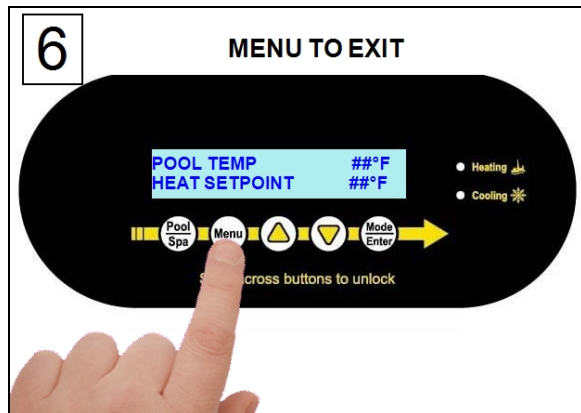 6
MENU TO EXIT
POOL TEMP ##°F
HEAT SETPOINT ##°F
Heating
Cooling
Pool
Spa
Menu
Mode
Enter
cross buttons to unlock